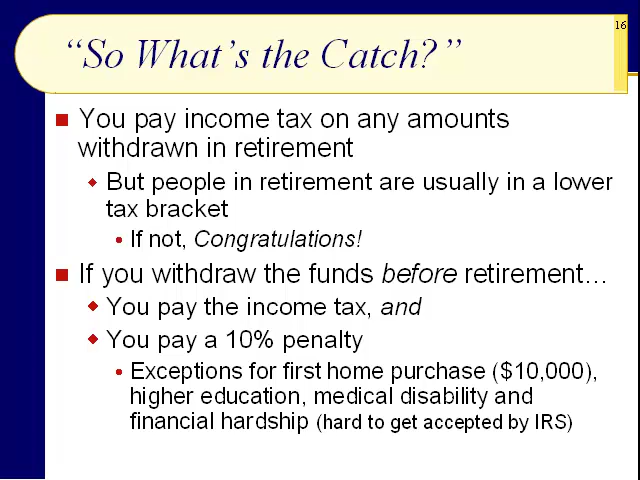 16
“So What’s the Catch?”
You pay income tax on any amounts
withdrawn in retirement
But people in retirement are usually in a lower
tax bracket
If not, Congratulations!
If you withdraw the funds before retirement…
You pay the income tax, and
You pay a 10% penalty
Exceptions for first home purchase ($10,000),
higher education, medical disability and
financial hardship (hard to get accepted by IRS)